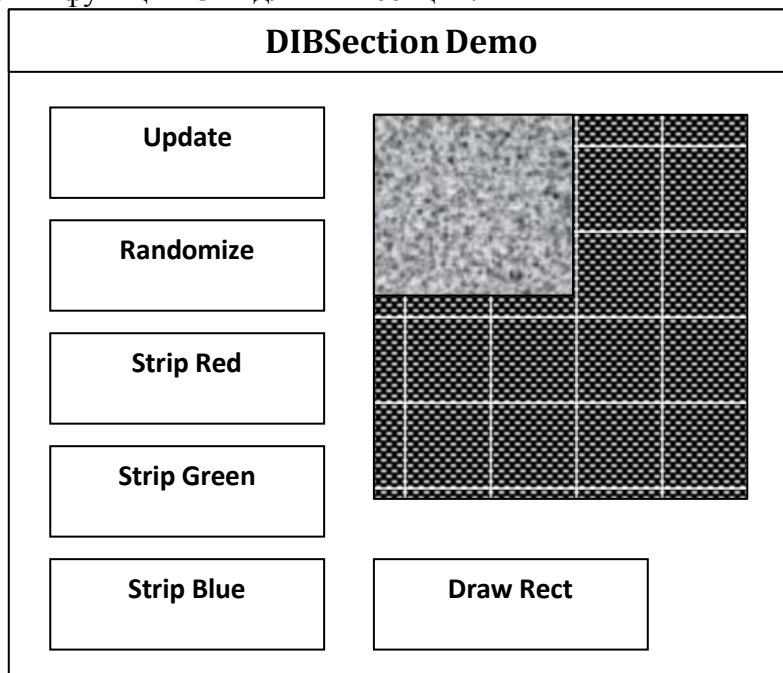 DIBSection Demo
Update
Randomize
Strip Red
Strip Green
Strip Blue
Draw Rect